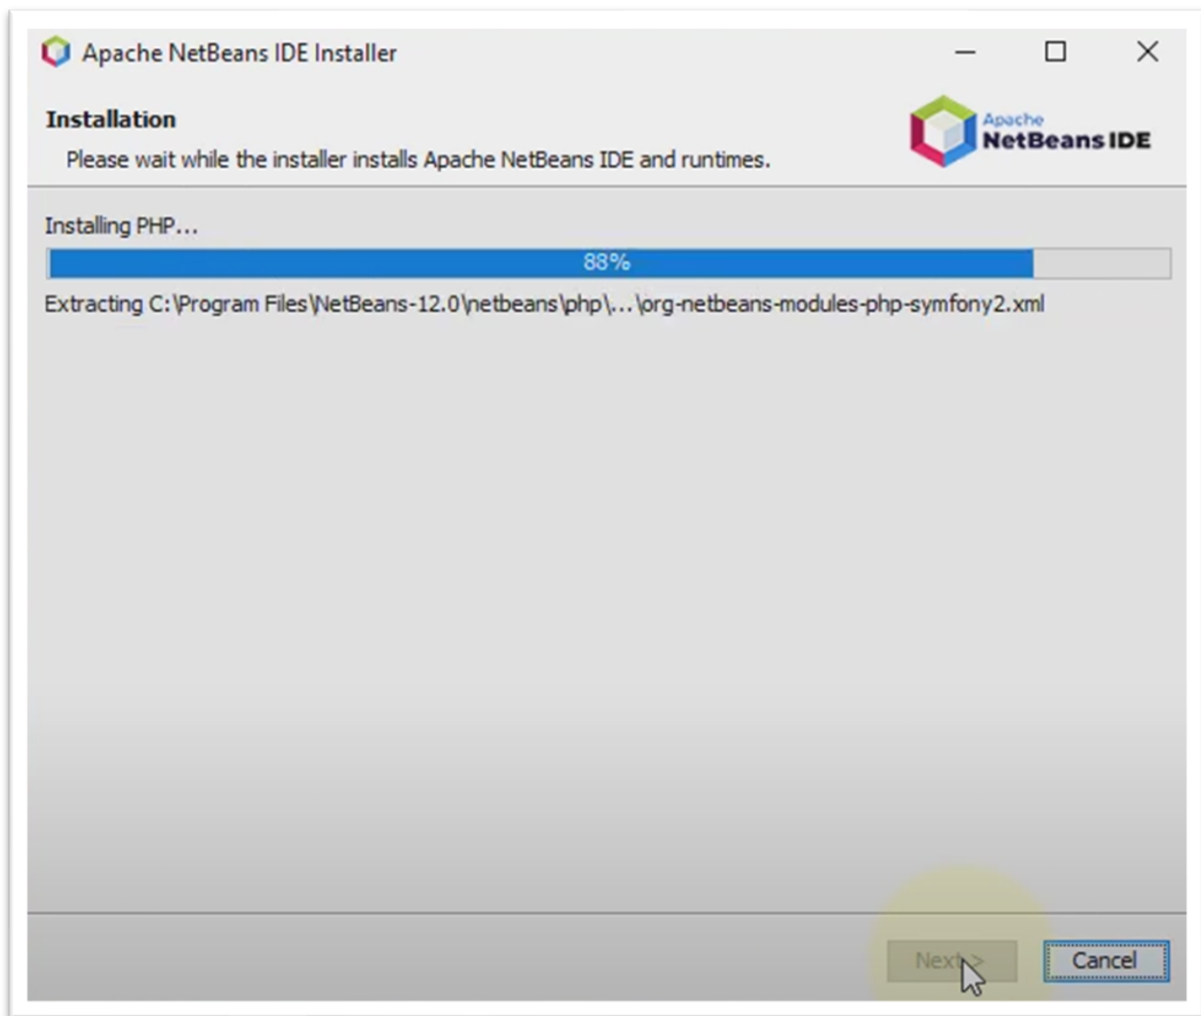 Apache NetBeans IDE Installer
Installation
Please wait while the installer installs Apache NetBeans IDE and runtimes.
Apache
NetBeans IDE
Installing PHP...
88%
Extracting C:\Program Files\NetBeans-12.0\netbeans\php\...\org-netbeans-modules-php-symfony2.xml
Next >
Cancel